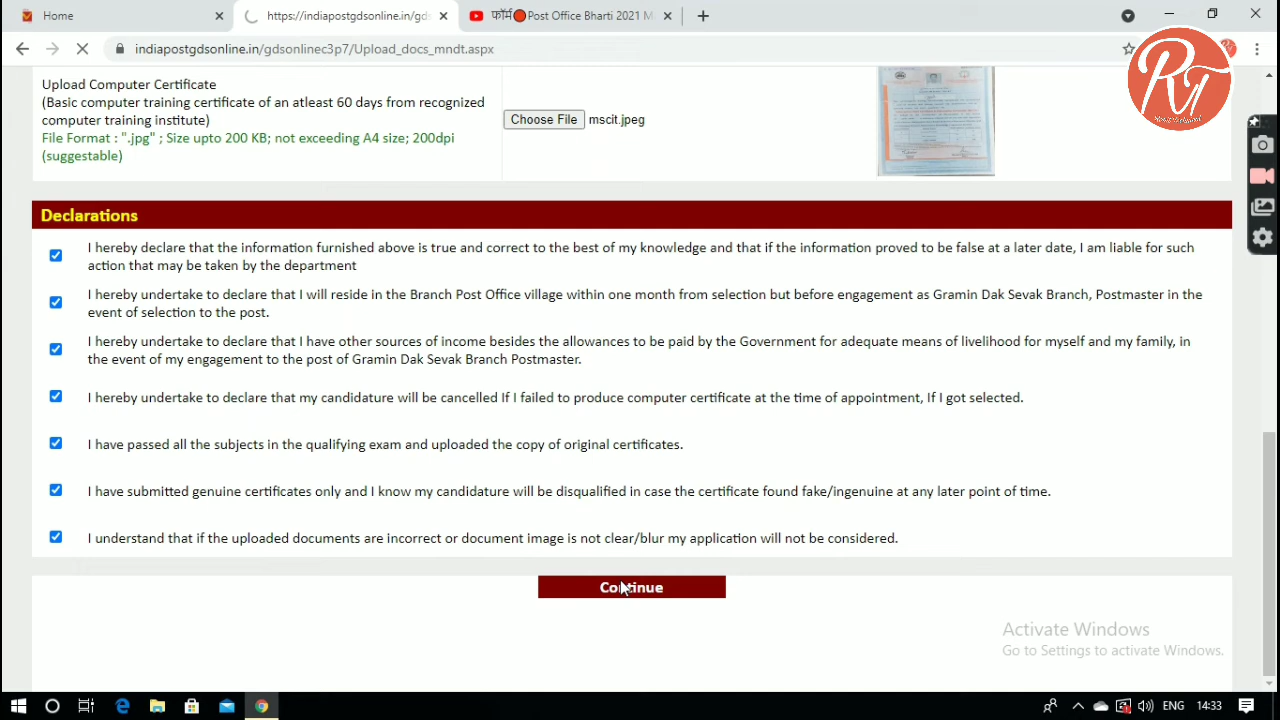 Home
https://indiapostgdsonline.in/gds
फॉर्म🔴Post Office Bharti 2021 M
indiapostgdsonline.in/gdsonlinec3p7/Upload_docs_mndt.aspx
Upload Computer Certificate
(Basic computer training certificate of an atleast 60 days from recognized
computer training institute)
File Format : ".jpg" ; Size upto 200 KB; not exceeding A4 size; 200dpi
(suggestable)
Choose File mscit.jpeg
Declarations
I hereby declare that the information furnished above is true and correct to the best of my knowledge and that if the information proved to be false at a later date, I am liable for such
action that may be taken by the department
I hereby undertake to declare that I will reside in the Branch Post Office village within one month from selection but before engagement as Gramin Dak Sevak Branch, Postmaster in the
event of selection to the post.
I hereby undertake to declare that I have other sources of income besides the allowances to be paid by the Government for adequate means of livelihood for myself and my family, in
the event of my engagement to the post of Gramin Dak Sevak Branch Postmaster.
I hereby undertake to declare that my candidature will be cancelled If I failed to produce computer certificate at the time of appointment, If I got selected.
I have passed all the subjects in the qualifying exam and uploaded the copy of original certificates.
I have submitted genuine certificates only and I know my candidature will be disqualified in case the certificate found fake/ingenuine at any later point of time.
I understand that if the uploaded documents are incorrect or document image is not clear/blur my application will not be considered.
Continue
Activate Windows
Go to Settings to activate Windows.
ENG
14:33